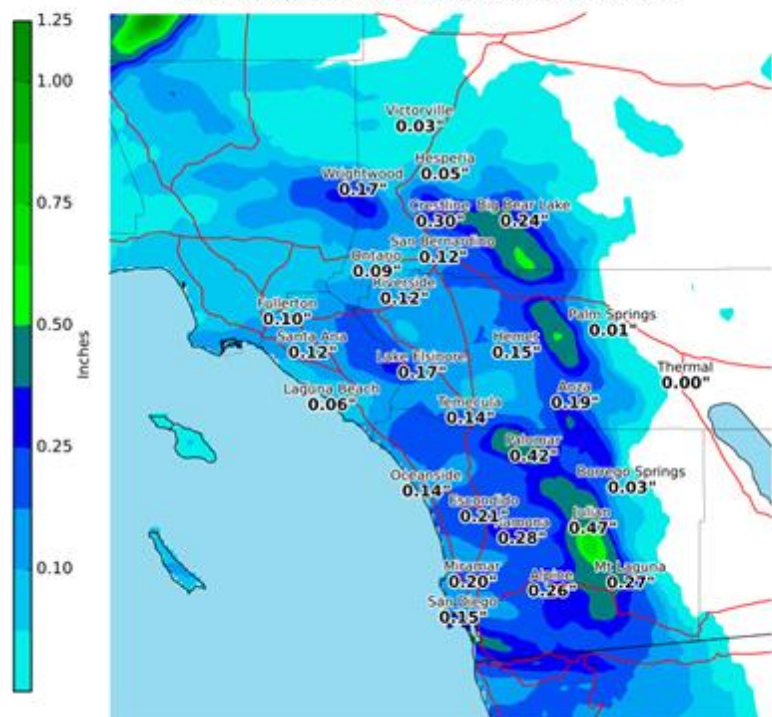 1.25
1.00
0.75
0.50
0.25
0.10
Inches
Victorville
0.03"
Hesperia
0.05"
Wrightwood
0.17"
Crestline
0.30"
Big Bear Lake
0.24"
San Bernardino
0.12"
Ontario
0.09"
Riverside
0.12"
Fullerton
0.10"
Santa Ana
0.12"
Palm Springs
0.01"
Hemet
0.15"
Lake Elsinore
0.17"
Thermal
0.00"
Laguna Beach
0.06"
Anza
0.19"
Temecula
0.14"
Palomar
0.42"
Oceanside
0.14"
Borrego Springs
0.03"
Escondido
0.21"
Ramona
0.28"
Julian
0.47"
Miramar
0.20"
Alpine
0.26"
Mt Laguna
0.27"
San Diego
0.15"